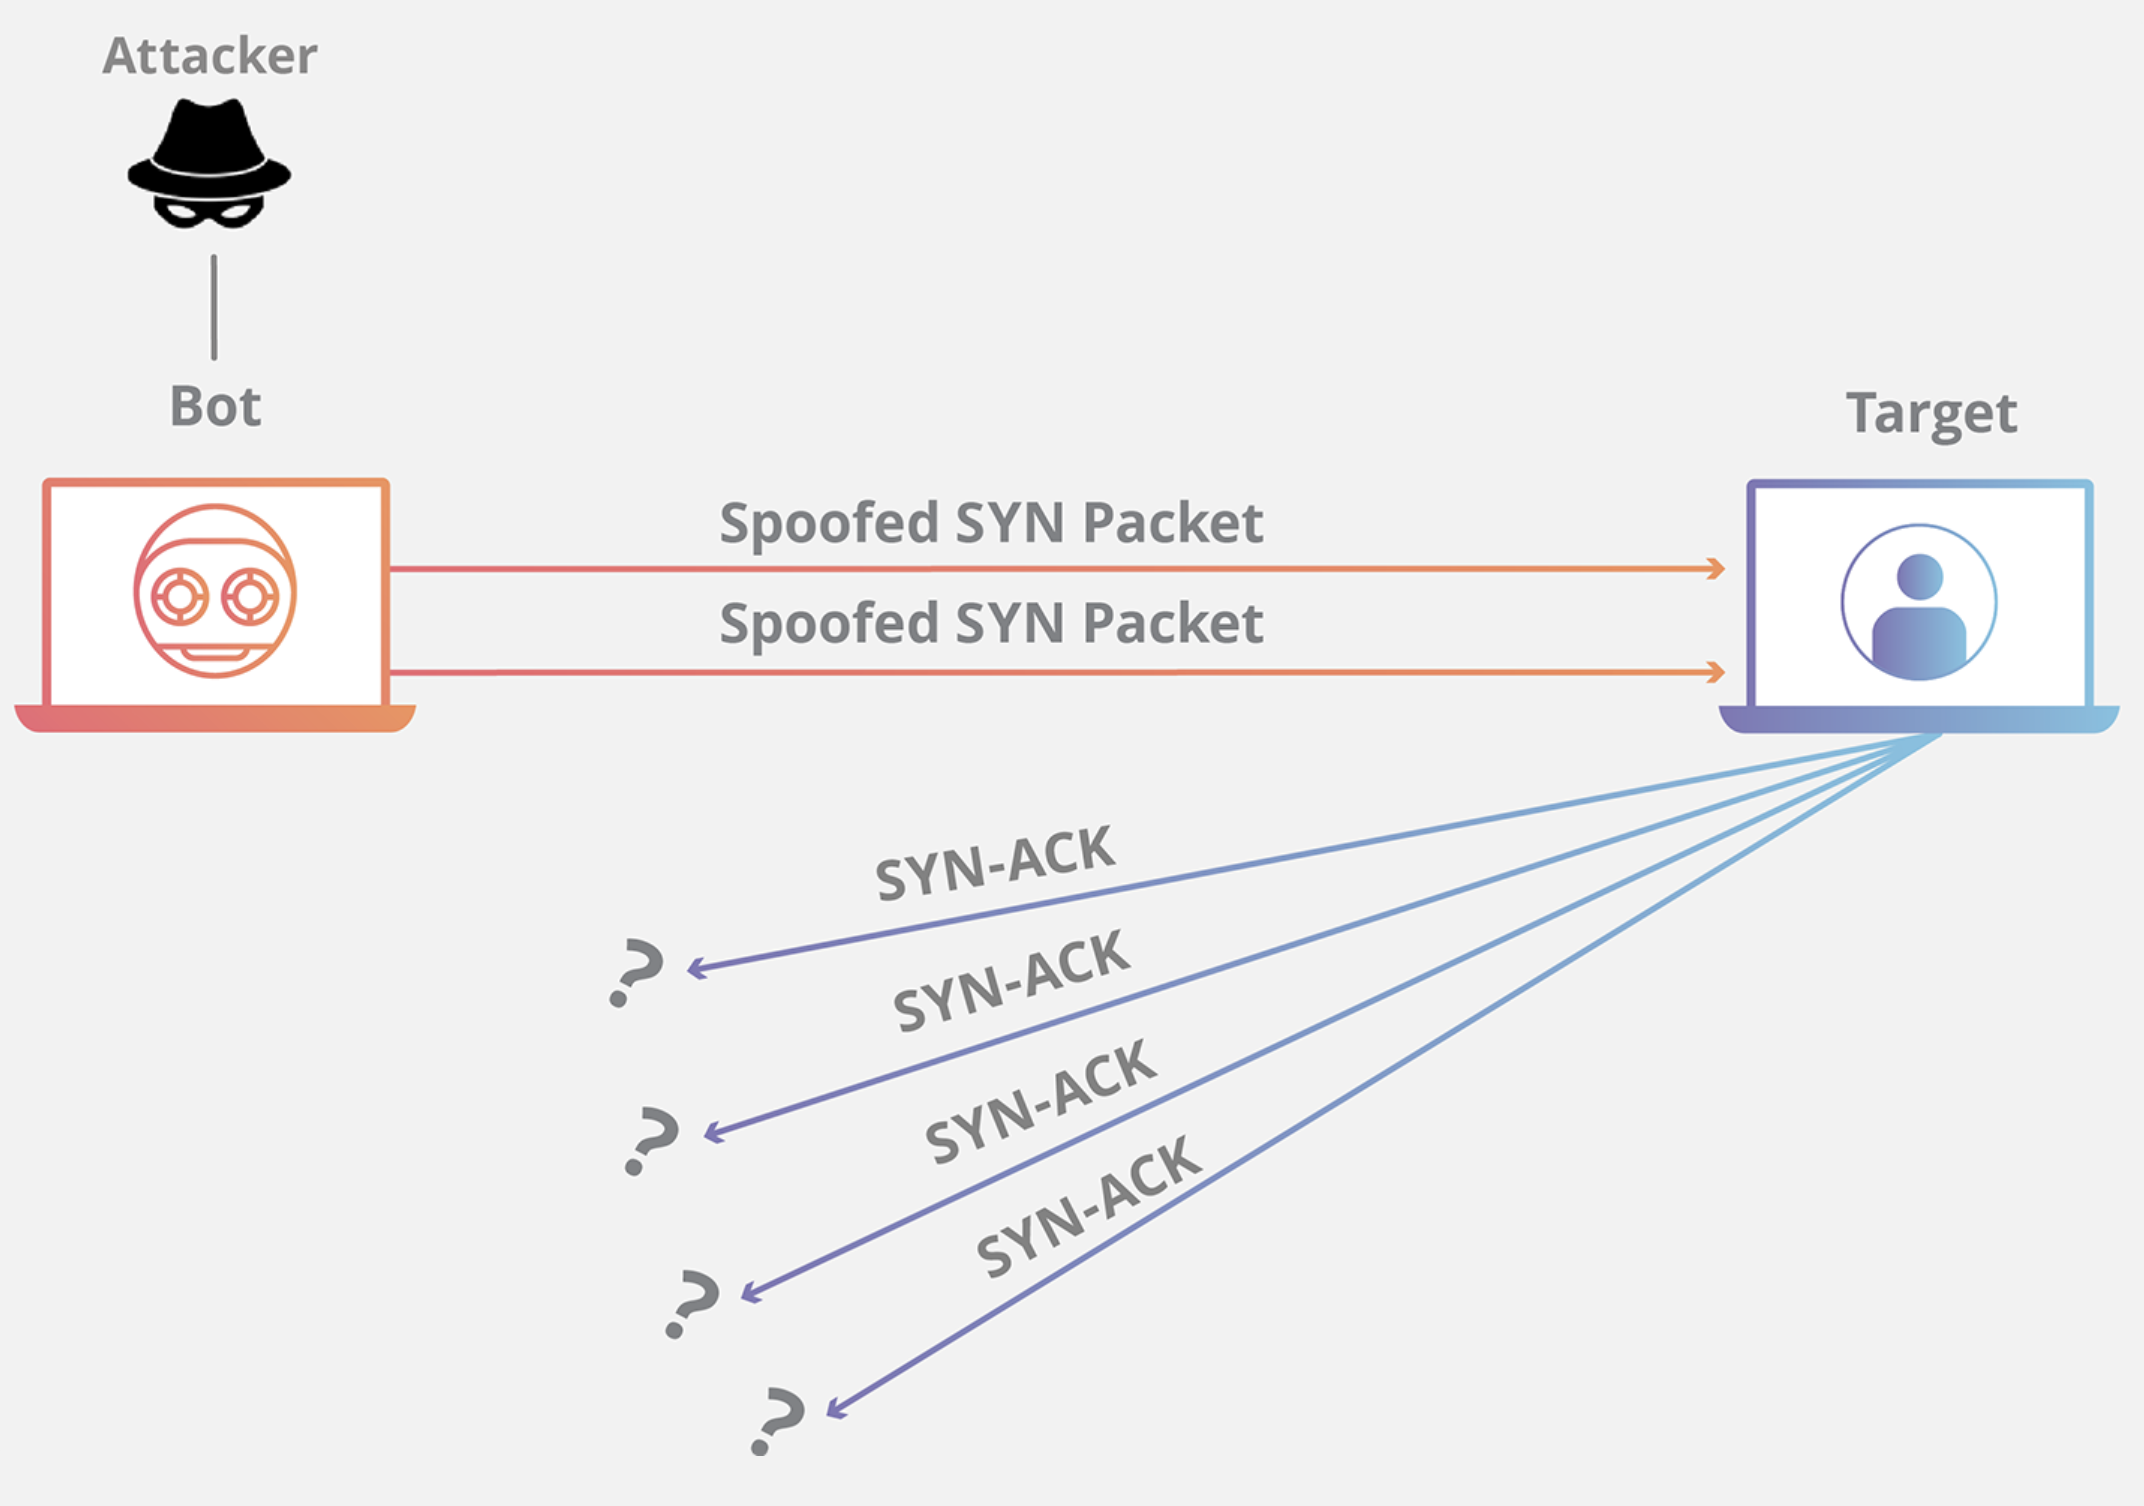 Attacker
Bot
Target
Spoofed SYN Packet
Spoofed SYN Packet
SYN-ACK
?
SYN-ACK
?
SYN-ACK
?
SYN-ACK
?